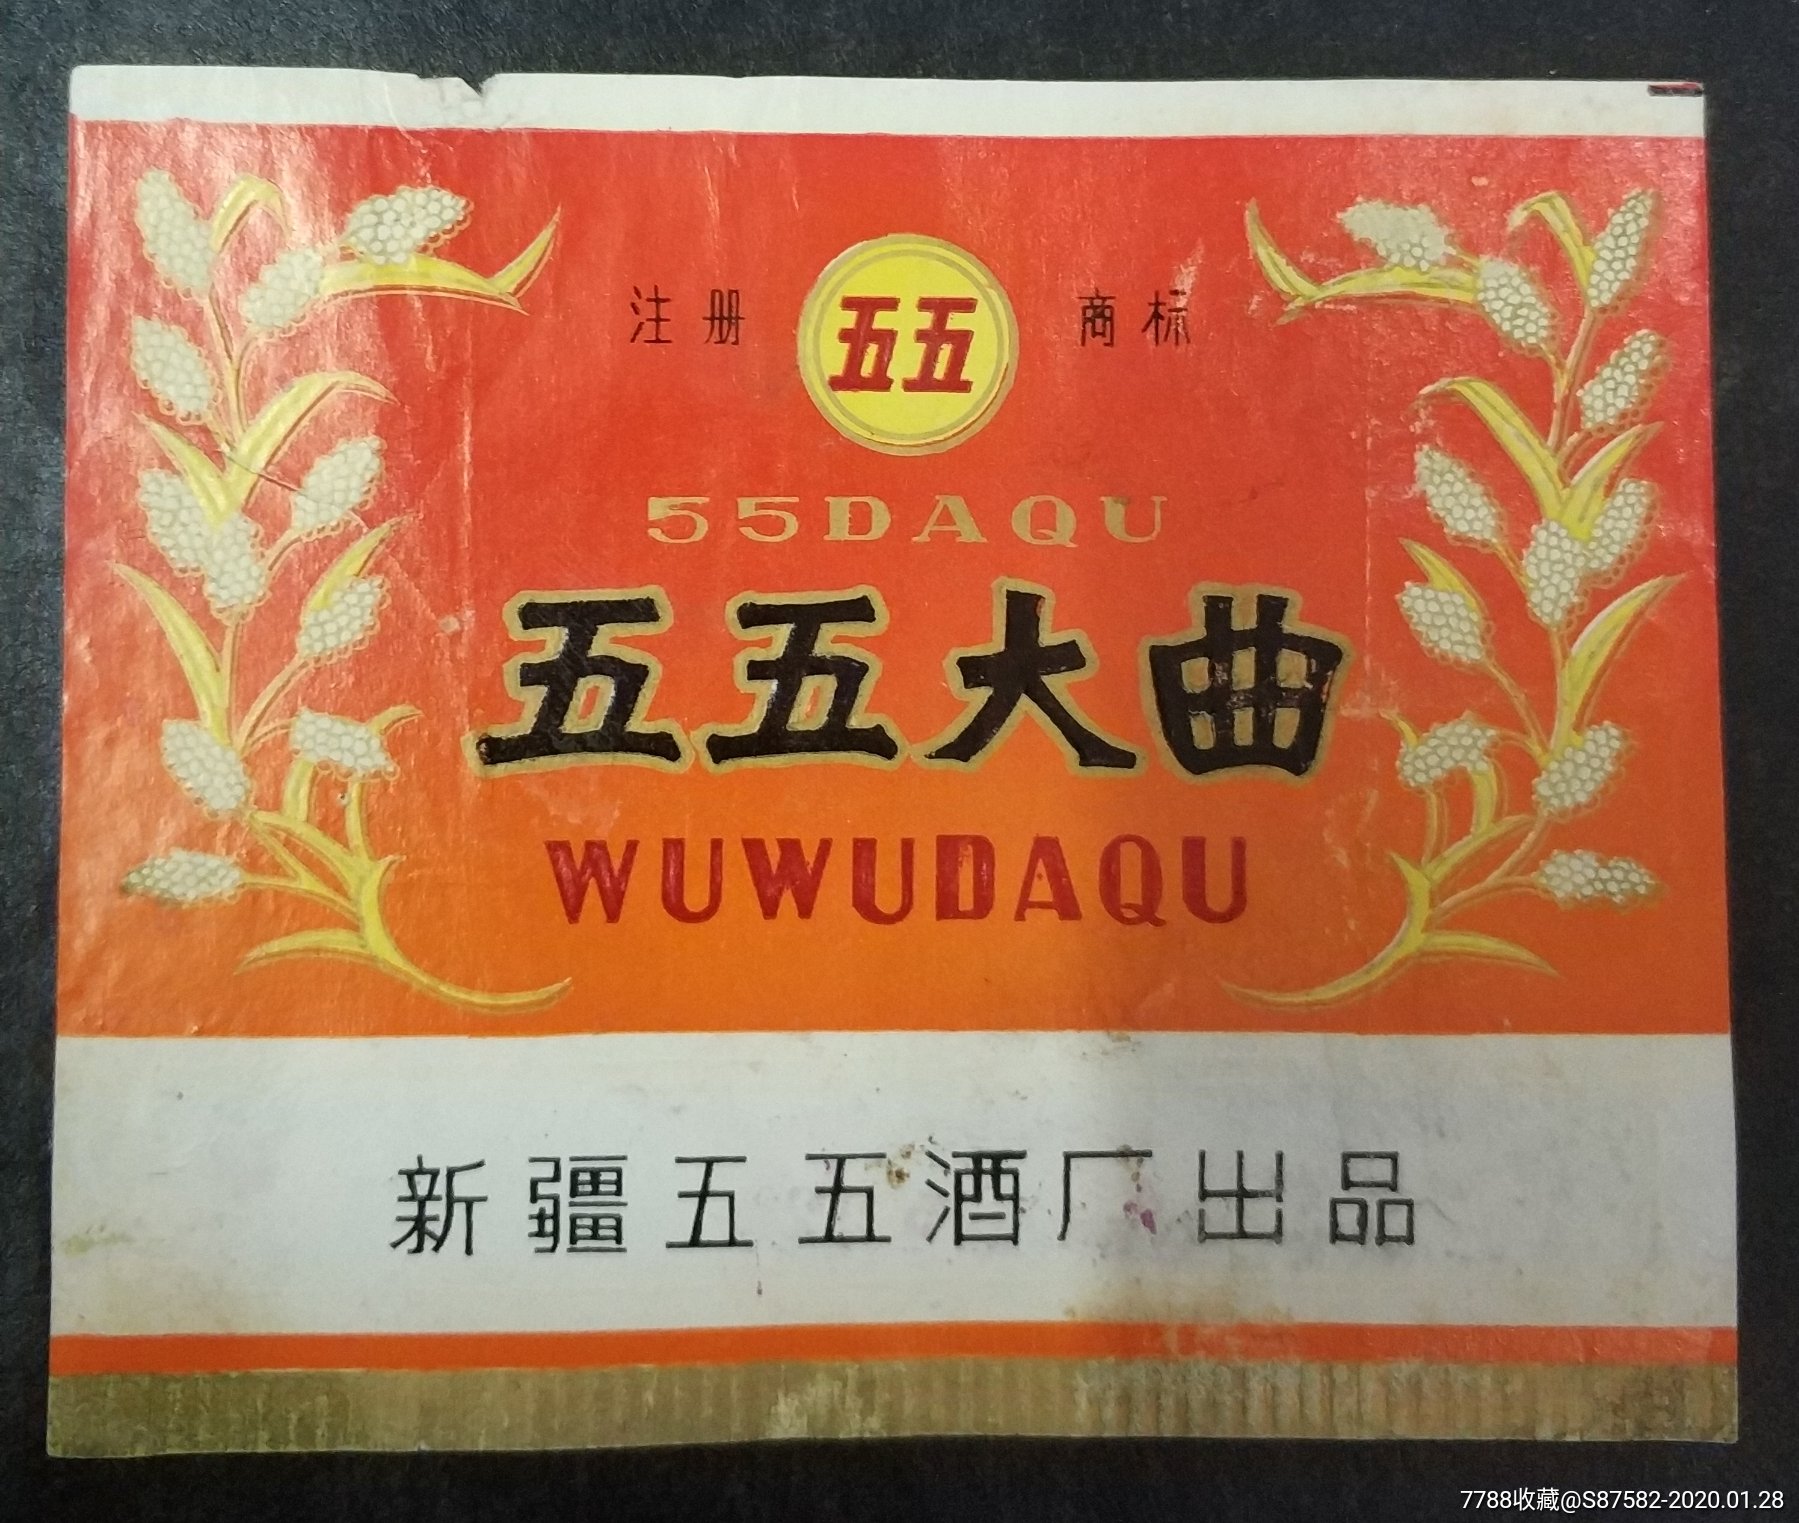 注册 五五 商标
55DAQU
五五大曲
WUWUDAQU
新疆五五酒厂出品
7788收藏@S87582-2020.01.28